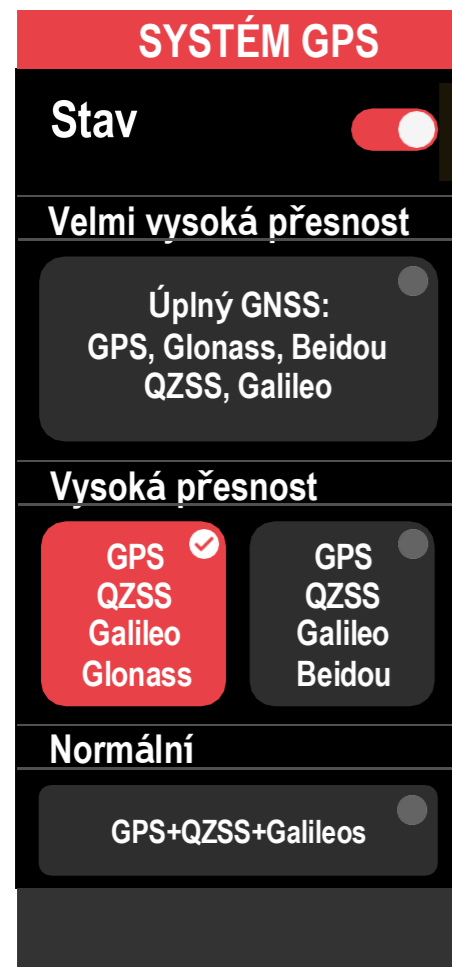 SYSTÉM GPS
Stav
Velmi vysoká přesnost
Úplný GNSS:
GPS, Glonass, Beidou
QZSS, Galileo
Vysoká přesnost
GPS
QZSS
Galileo
Glonass
GPS
QZSS
Galileo
Beidou
Normální
GPS+QZSS+Galileos